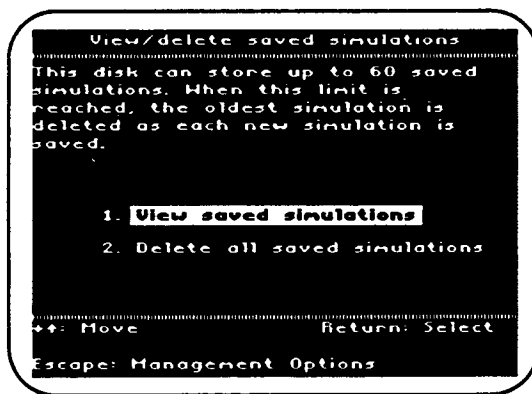 View/delete saved simulations
This disk can store up to 60 saved
simulations. When this limit is
reached, the oldest simulation is
deleted as each new simulation is
saved.
1. View saved simulations
2. Delete all saved simulations
↓↑: Move Return: Select
Escape: Management Options